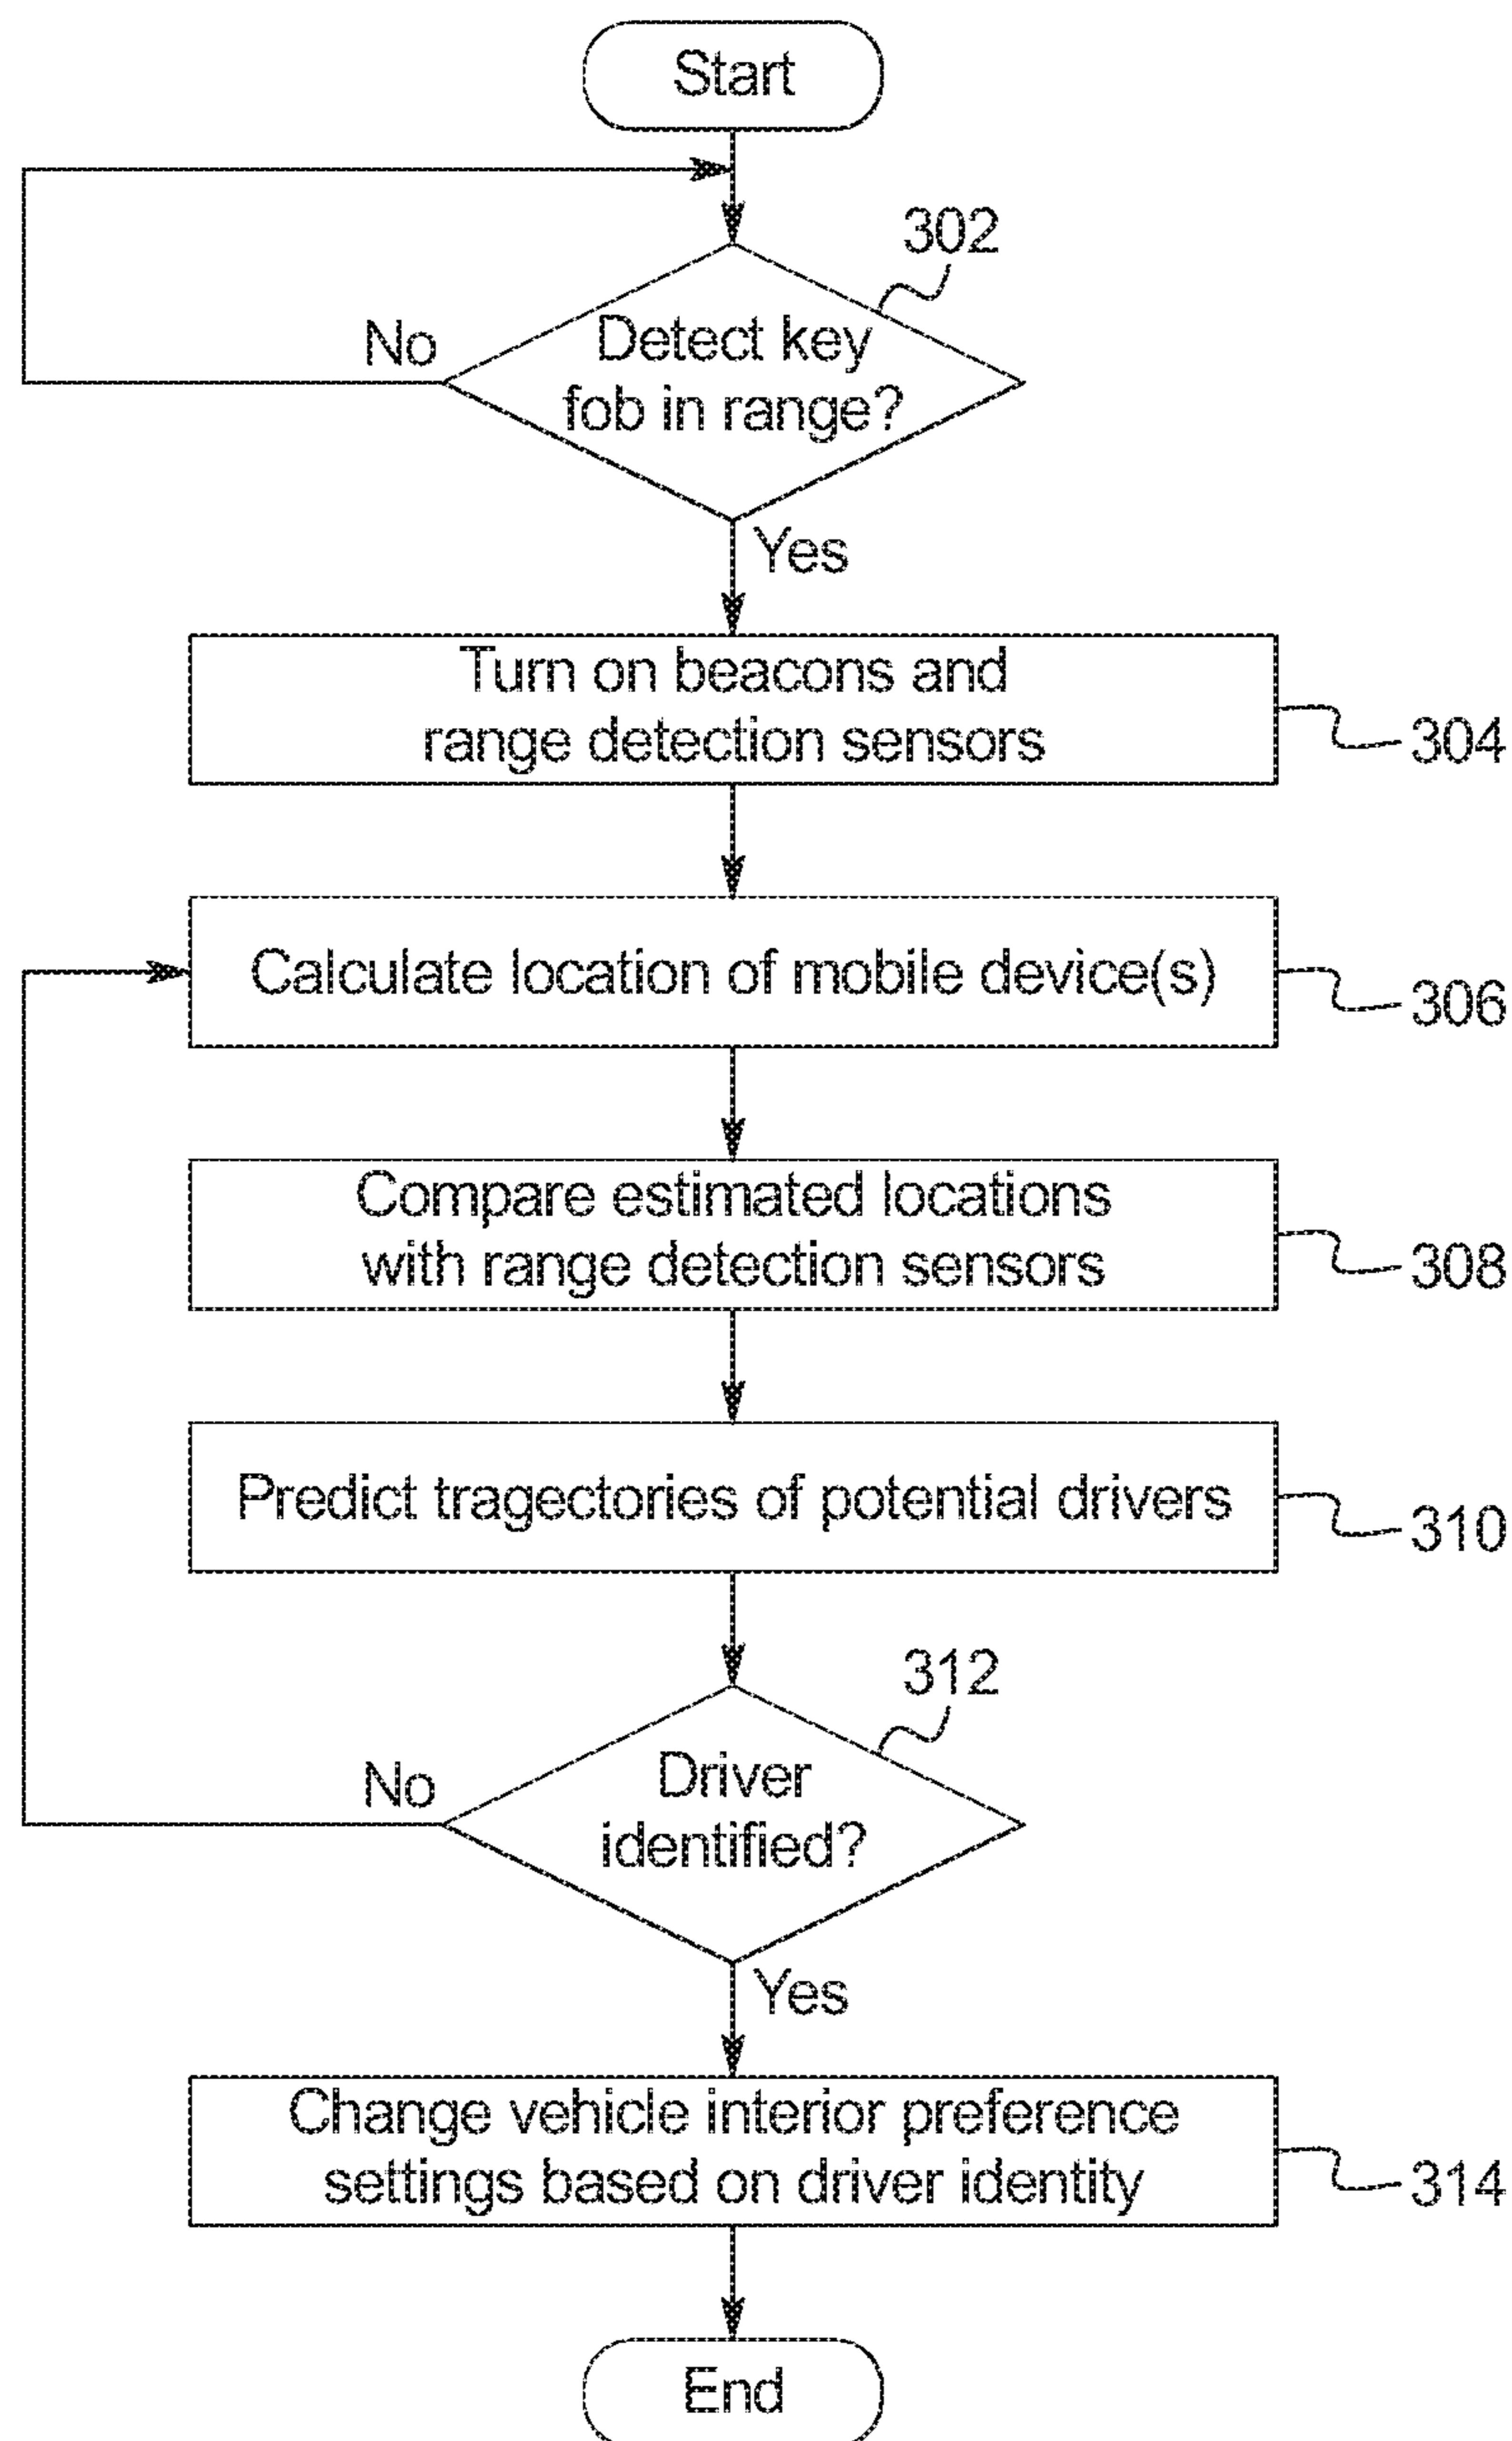 Start
302
No
Detect key
fob in range?
Yes
Turn on beacons and
range detection sensors
304
Calculate location of mobile device(s)
306
Compare estimated locations
with range detection sensors
308
Predict tragectories of potential drivers
310
312
No
Driver
identified?
Yes
Change vehicle interior preference
settings based on driver identity
314
End